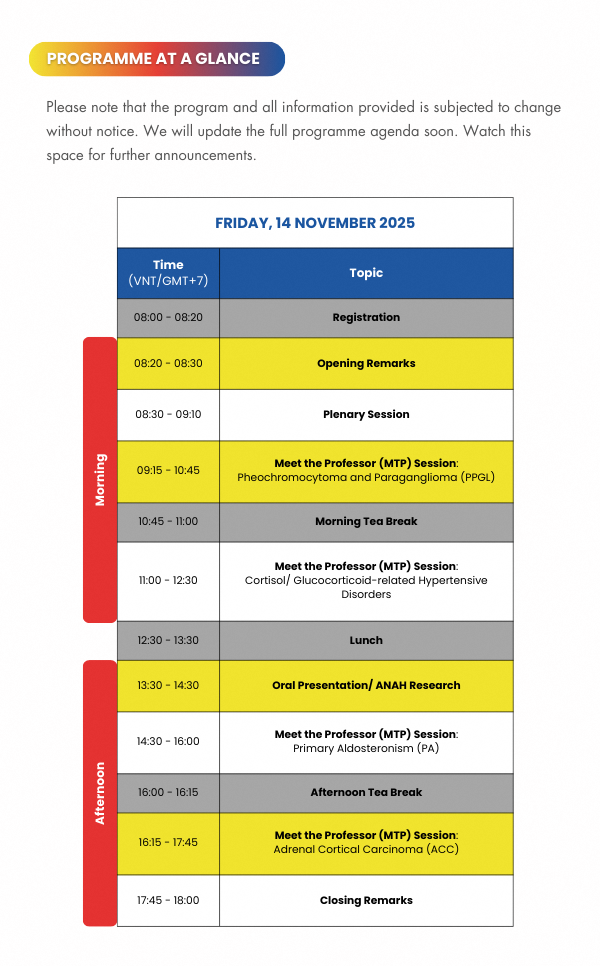 PROGRAMME AT A GLANCE
Please note that the program and all information provided is subjected to change
without notice. We will update the full programme agenda soon. Watch this
space for further announcements.
FRIDAY, 14 NOVEMBER 2025
Time
(VNT/GMT+7)
Topic
08:00 - 08:20
Registration
Morning
08:20 - 08:30
Opening Remarks
08:30 - 09:10
Plenary Session
09:15 - 10:45
Meet the Professor (MTP) Session:
Pheochromocytoma and Paraganglioma (PPGL)
10:45 - 11:00
Morning Tea Break
11:00 - 12:30
Meet the Professor (MTP) Session:
Cortisol/ Glucocorticoid-related Hypertensive
Disorders
12:30 - 13:30
Lunch
Afternoon
13:30 - 14:30
Oral Presentation/ ANAH Research
14:30 - 16:00
Meet the Professor (MTP) Session:
Primary Aldosteronism (PA)
16:00 - 16:15
Afternoon Tea Break
16:15 - 17:45
Meet the Professor (MTP) Session:
Adrenal Cortical Carcinoma (ACC)
17:45 - 18:00
Closing Remarks